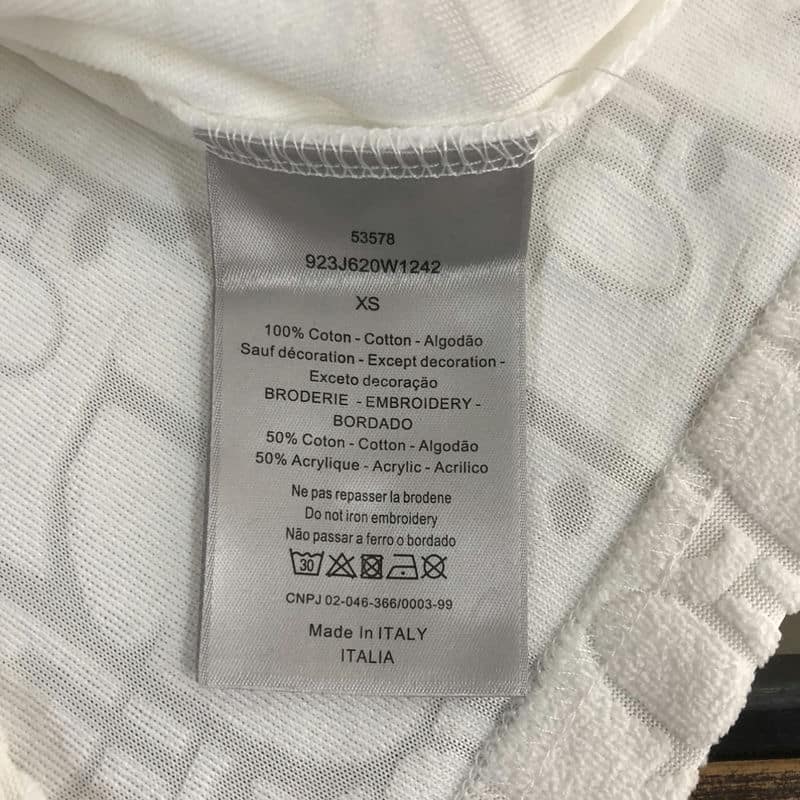 53578
923J620W1242
XS
100% Coton - Cotton - Algodão
Sauf décoration - Except decoration -
Exceto decoração
BRODERIE - EMBROIDERY -
BORDADO
50% Coton - Cotton - Algodão
50% Acrylique - Acrylic - Acrilico
Ne pas repasser la brodene
Do not iron embroidery
Não passar a ferro o bordado
30
CNPJ 02-046-366/0003-99
Made In ITALY
ITALIA